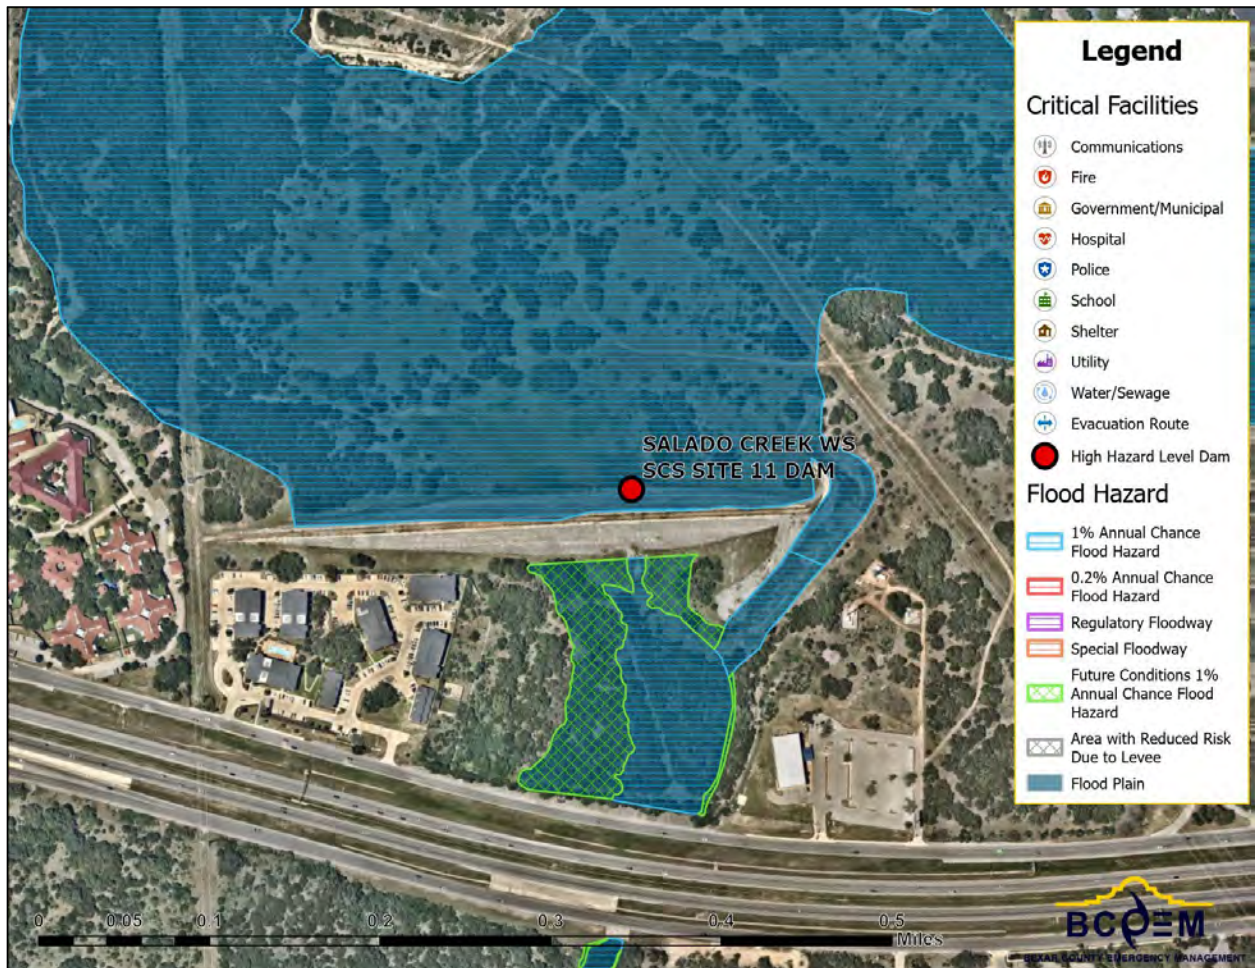 Legend
Critical Facilities
Communications
Fire
Government/Municipal
Hospital
Police
School
Shelter
Utility
Water/Sewage
Evacuation Route
High Hazard Level Dam
Flood Hazard
1% Annual Chance
Flood Hazard
0.2% Annual Chance
Flood Hazard
Regulatory Floodway
Special Floodway
Future Conditions 1%
Annual Chance Flood
Hazard
Area with Reduced Risk
Due to Levee
Flood Plain
SALADO CREEK WS
SCS SITE 11 DAM
0 0.05 0.1 0.2 0.3 0.4 0.5
Miles
BCOEM
BEXAR COUNTY EMERGENCY MANAGEMENT